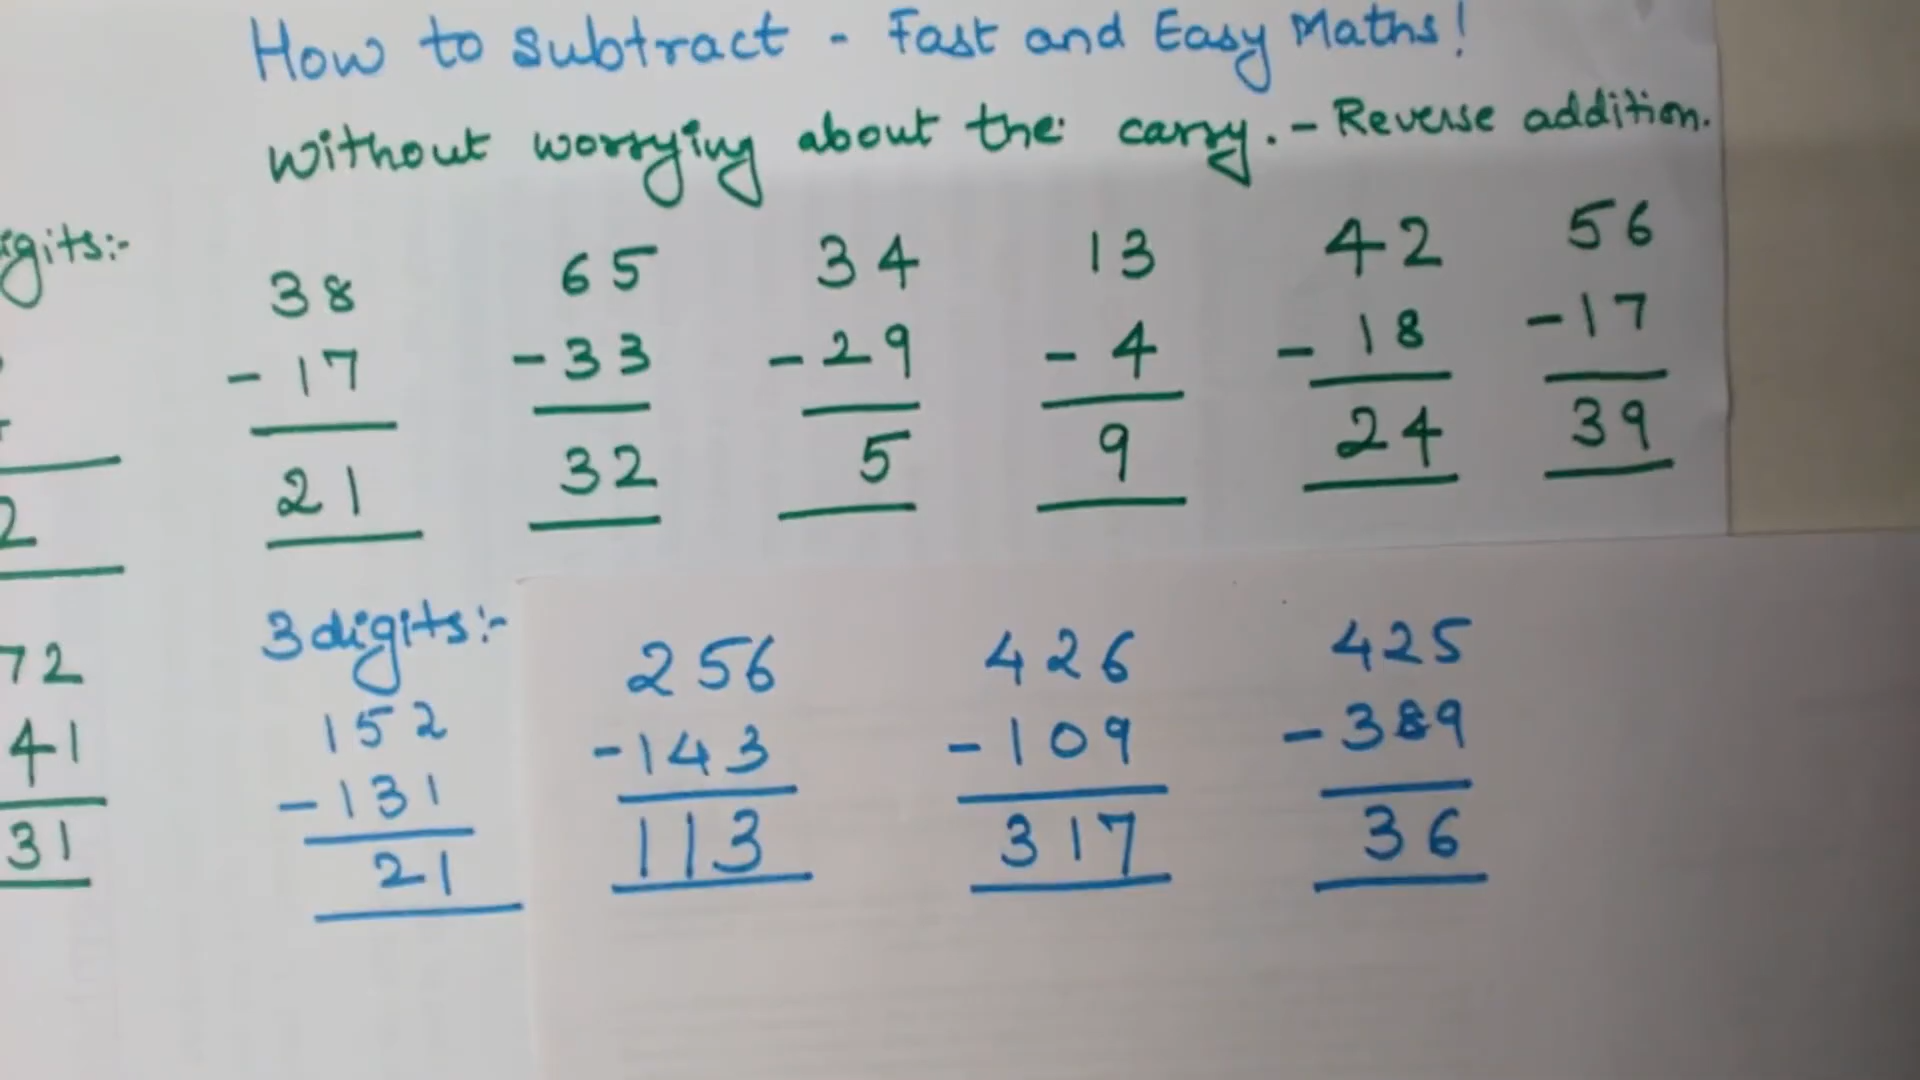 How to subtract - Fast and Easy Maths!
without worrying about the carry. - Reverse addition.
igits:-
38 65 34 13 42 56
- 17 - 33 - 29 - 4 - 18 - 17
21 32 5 9 24 39
2
3 digits:-
72 256 426 425
41 152 - 143 - 109 - 389
31 - 131 113 317 36
21